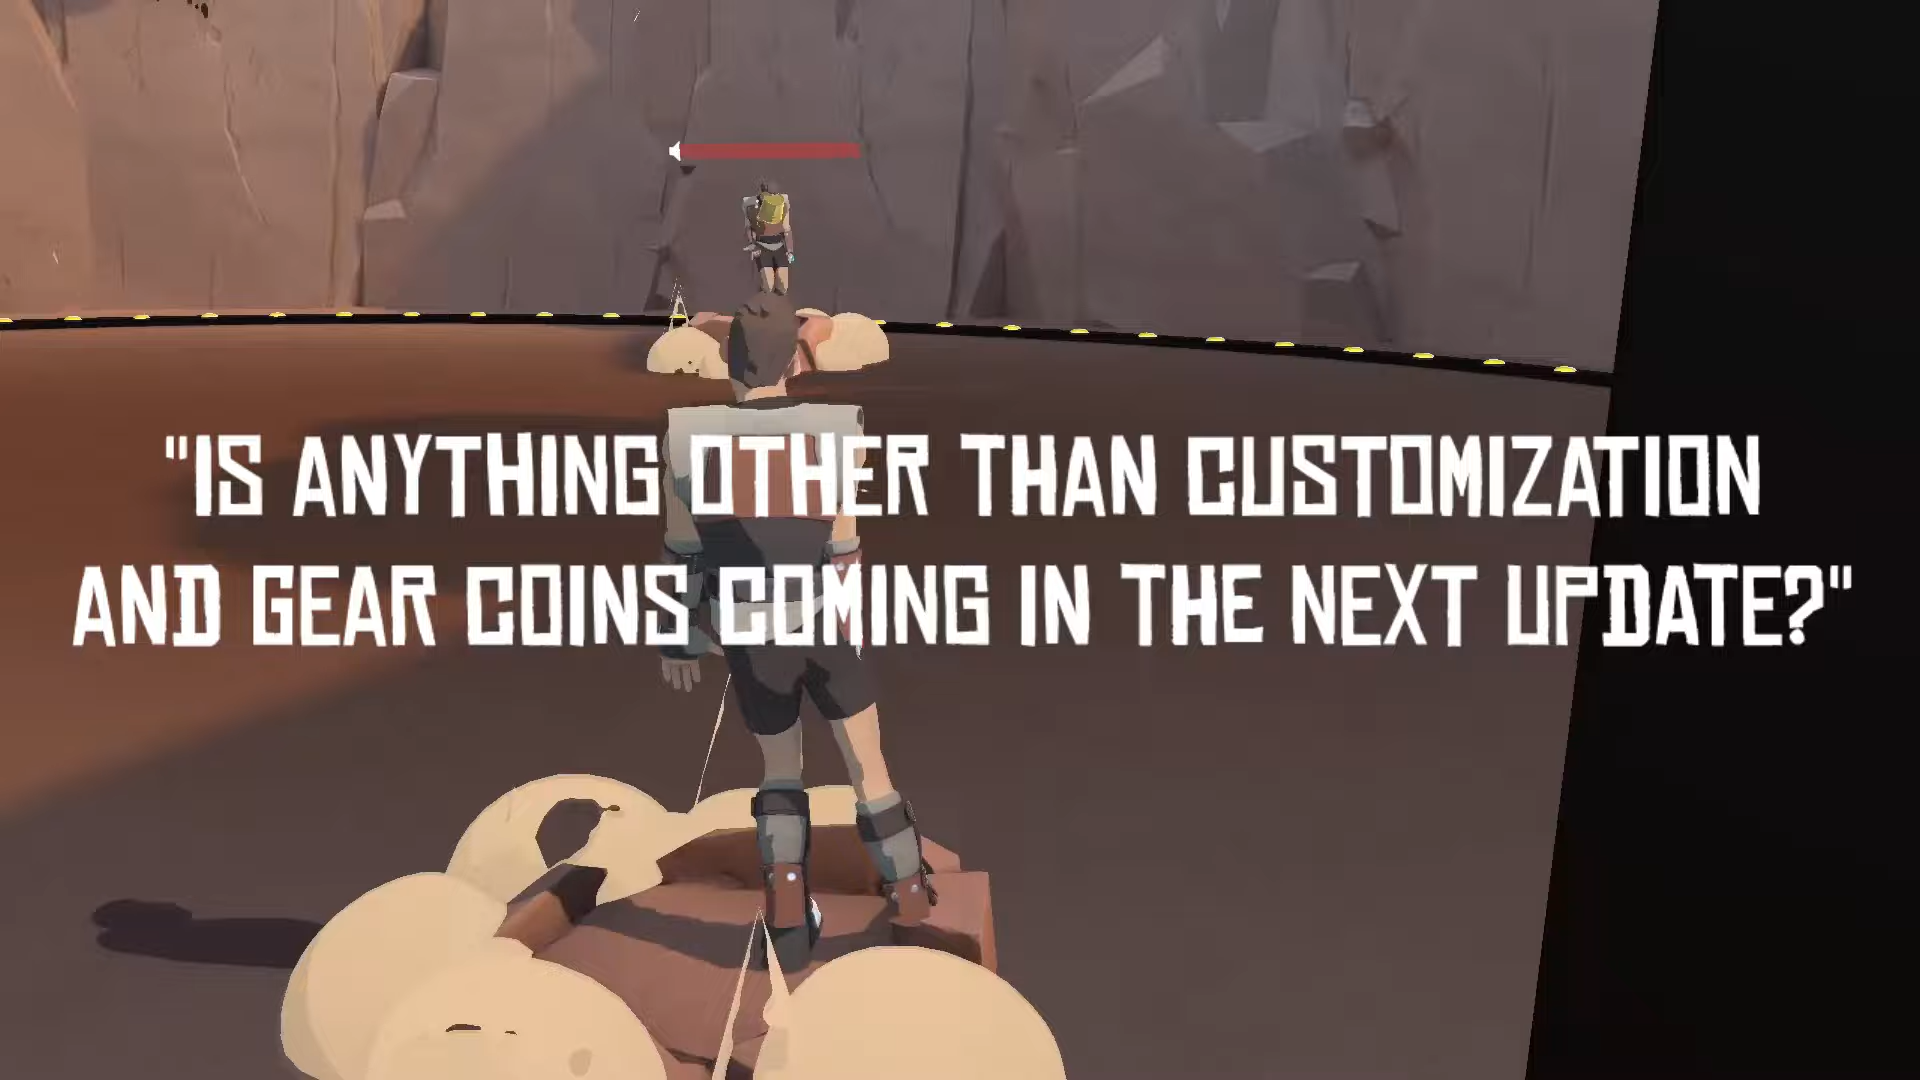 "IS ANYTHING OTHER THAN CUSTOMIZATION
AND GEAR COINS COMING IN THE NEXT UPDATE?"